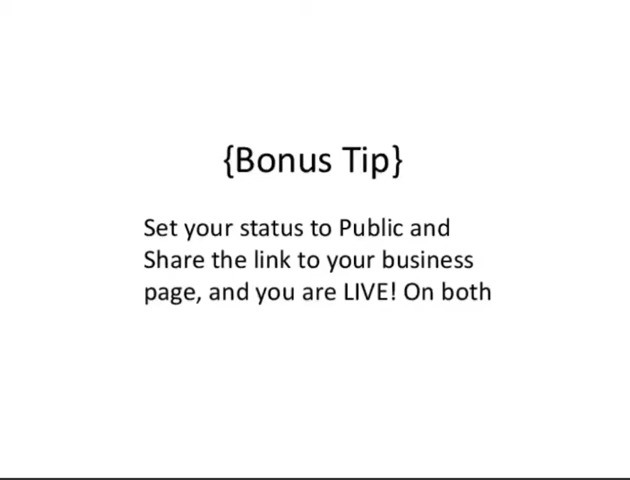 {Bonus Tip}
Set your status to Public and
Share the link to your business
page, and you are LIVE! On both